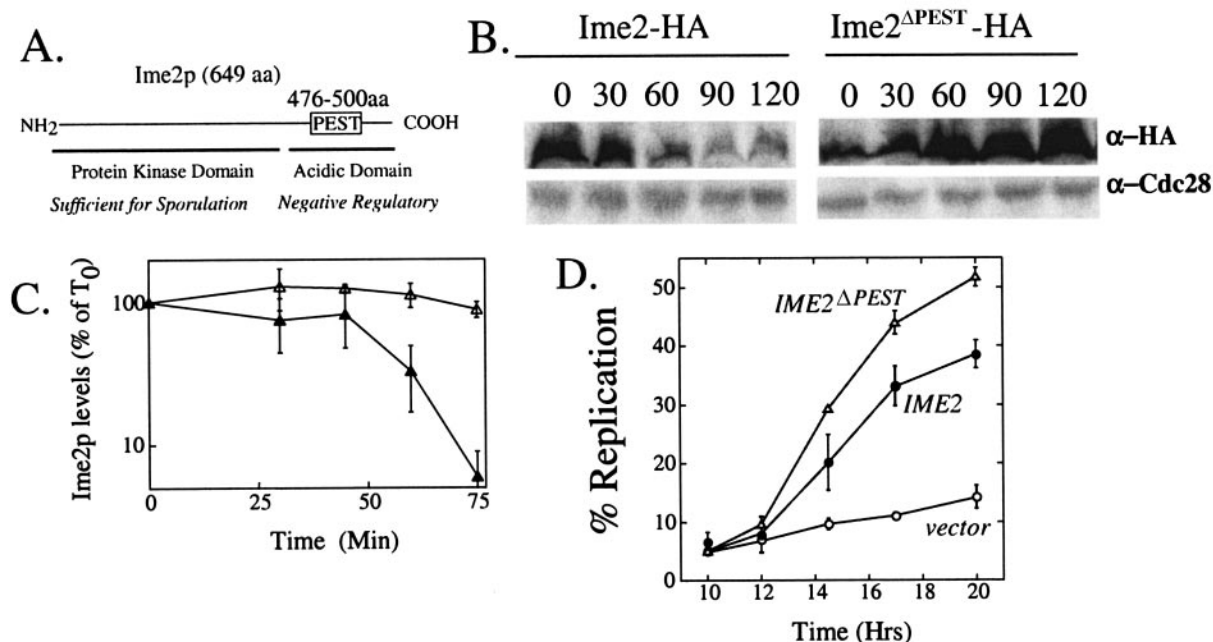 A.
Ime2p (649 aa)
476-500aa
NH2 PEST COOH
Protein Kinase Domain Acidic Domain
Sufficient for Sporulation Negative Regulatory
B.
Ime2-HA Ime2ΔPEST-HA
0 30 60 90 120 0 30 60 90 120
α–HA
α–Cdc28
C.
Ime2p levels (% of T0)
100
10
0 25 50 75
Time (Min)
D.
% Replication
50
40
30
20
10
0
IME2ΔPEST
IME2
vector
10 12 14 16 18 20
Time (Hrs)